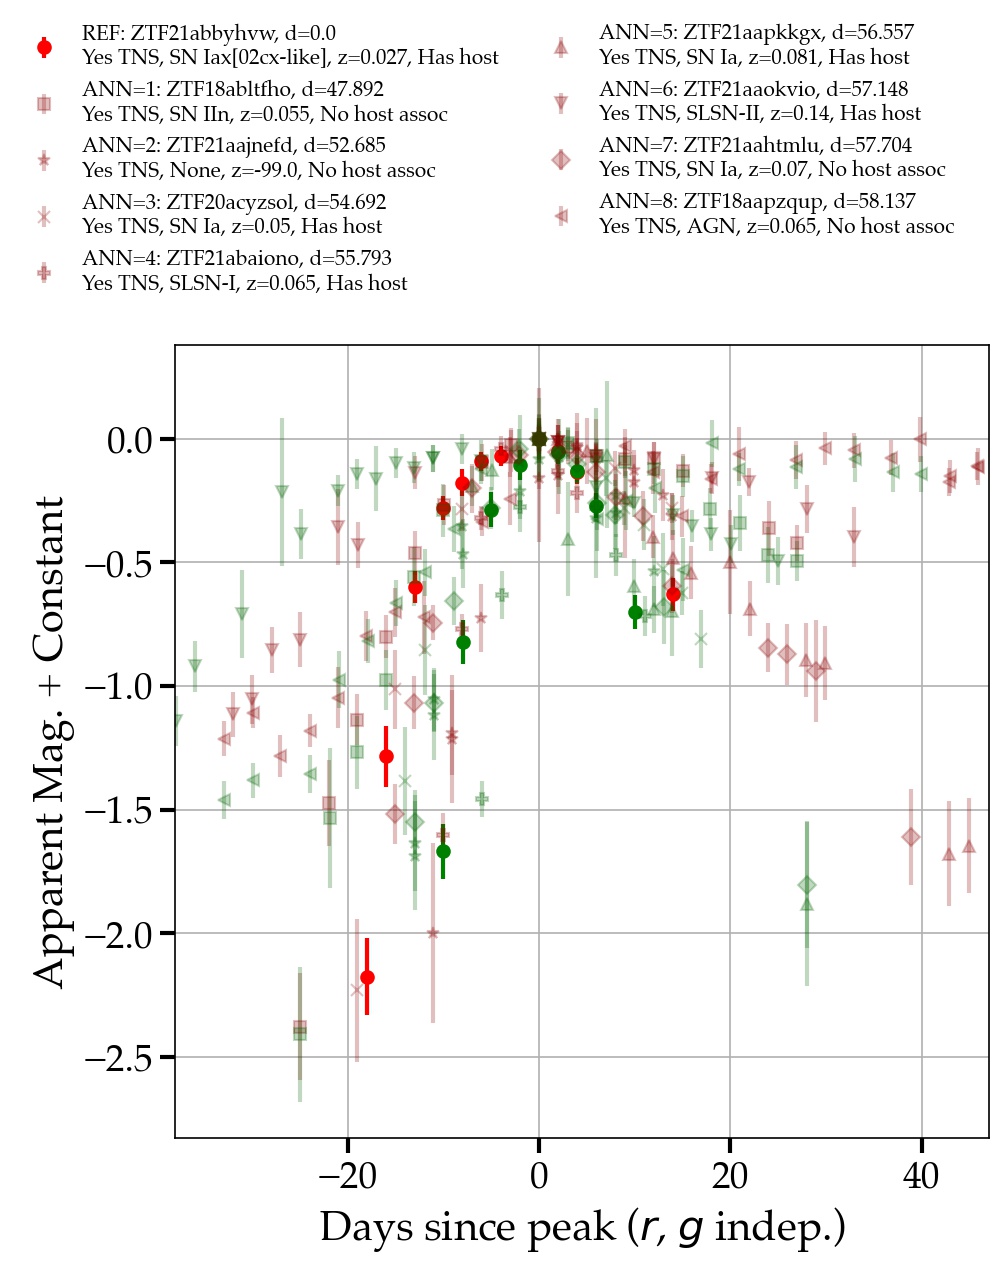 REF: ZTF21abbyhvw, d=0.0
Yes TNS, SN Iax[02cx-like], z=0.027, Has host
ANN=1: ZTF18abltfho, d=47.892
Yes TNS, SN IIn, z=0.055, No host assoc
ANN=2: ZTF21aajnefd, d=52.685
Yes TNS, None, z=-99.0, No host assoc
ANN=3: ZTF20acyzsol, d=54.692
Yes TNS, SN Ia, z=0.05, Has host
ANN=4: ZTF21abaiono, d=55.793
Yes TNS, SLSN-I, z=0.065, Has host
ANN=5: ZTF21aapkkgx, d=56.557
Yes TNS, SN Ia, z=0.081, Has host
ANN=6: ZTF21aaokvio, d=57.148
Yes TNS, SLSN-II, z=0.14, Has host
ANN=7: ZTF21aahtmlu, d=57.704
Yes TNS, SN Ia, z=0.07, No host assoc
ANN=8: ZTF18aapzqup, d=58.137
Yes TNS, AGN, z=0.065, No host assoc
Apparent Mag. + Constant
0.0
−0.5
−1.0
−1.5
−2.0
−2.5
−20 0 20 40
Days since peak (r, g indep.)